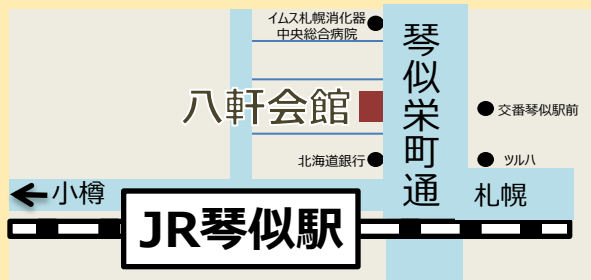 イムス札幌消化器
中央総合病院
琴似栄町通
八軒会館
交番琴似駅前
北海道銀行
ツルハ
小樽
札幌
JR琴似駅